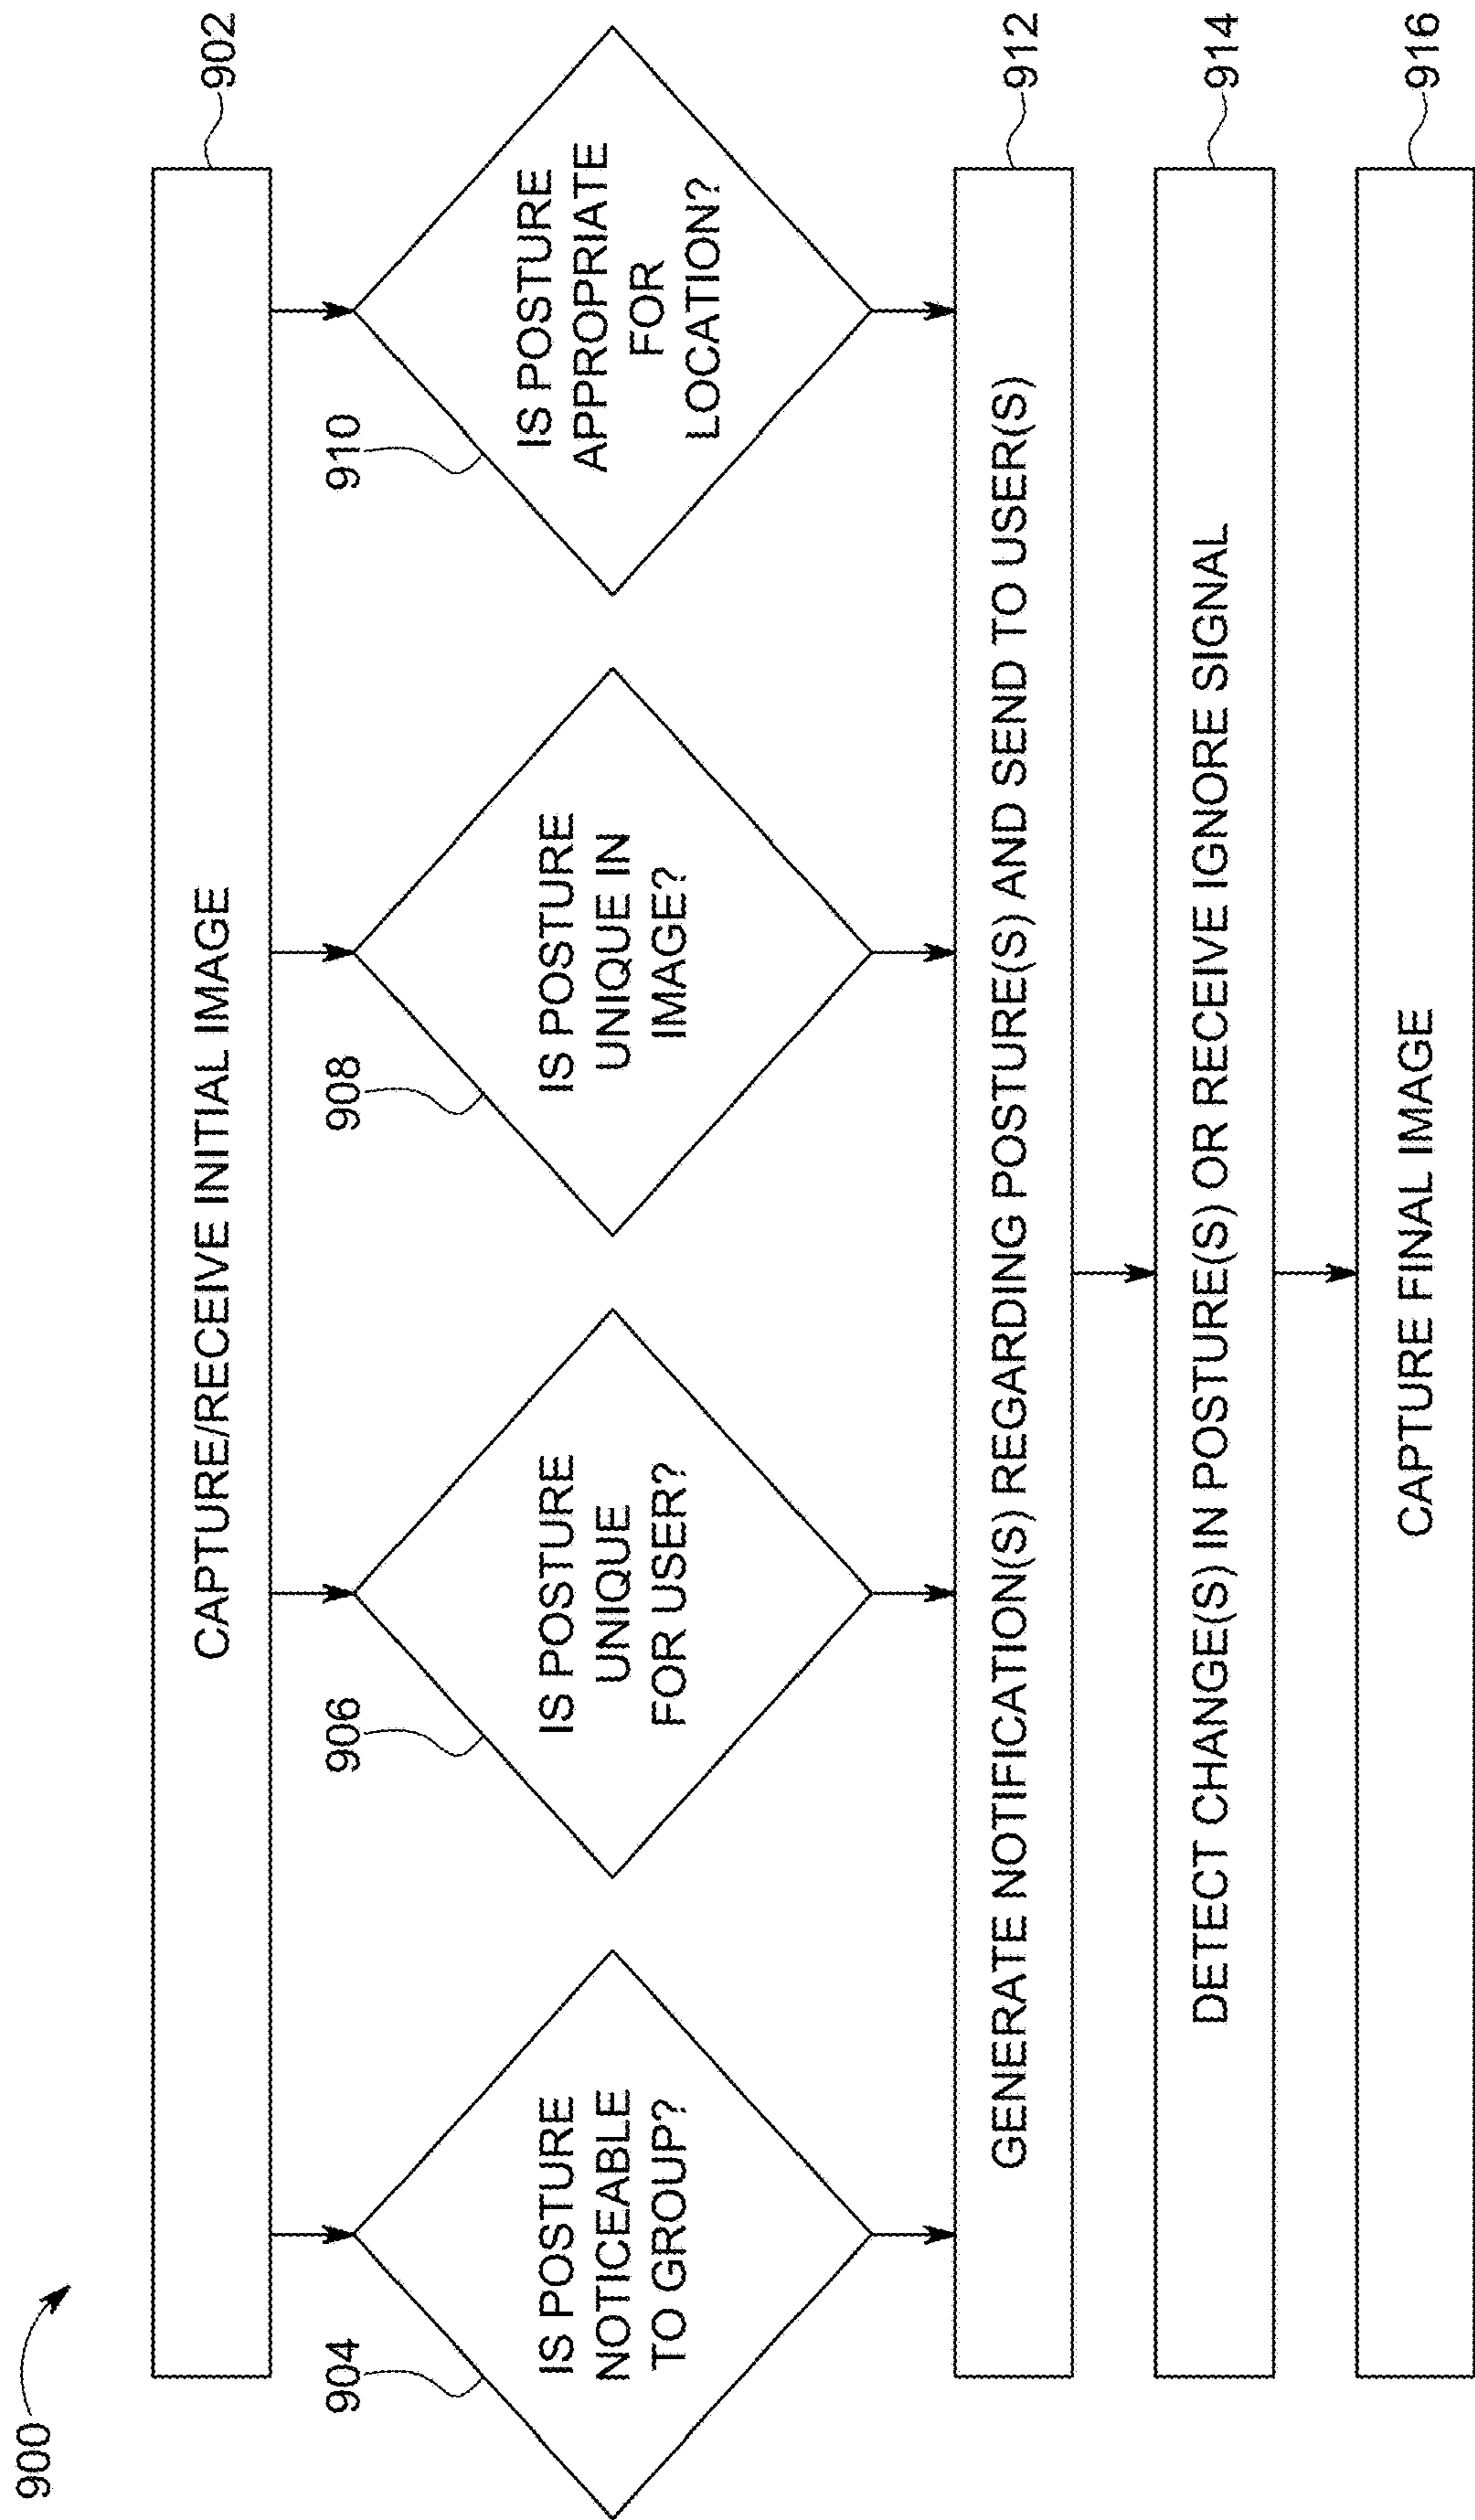 900
CAPTURE/RECEIVE INITIAL IMAGE
902
904
IS POSTURE
NOTICEABLE
TO GROUP?
906
IS POSTURE
UNIQUE
FOR USER?
908
IS POSTURE
UNIQUE IN
IMAGE?
910
IS POSTURE
APPROPRIATE
FOR
LOCATION?
GENERATE NOTIFICATION(S) REGARDING POSTURE(S) AND SEND TO USER(S)
912
DETECT CHANGE(S) IN POSTURE(S) OR RECEIVE IGNORE SIGNAL
914
CAPTURE FINAL IMAGE
916